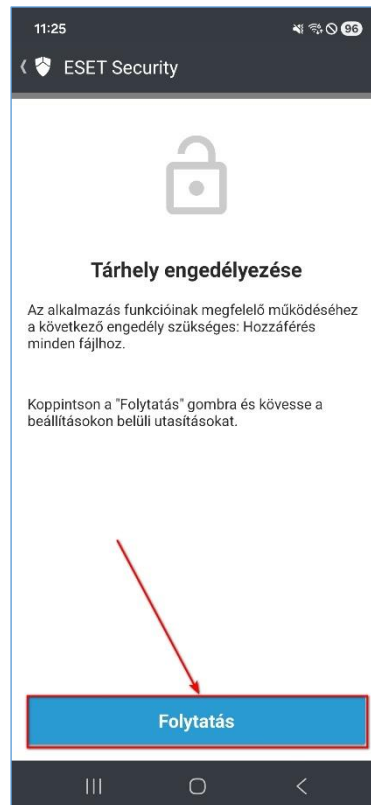 11:25
96
ESET Security
Tárhely engedélyezése
Az alkalmazás funkcióinak megfelelő működéséhez
a következő engedély szükséges: Hozzáférés
minden fájlhoz.
Koppintson a "Folytatás" gombra és kövesse a
beállításokon belüli utasításokat.
Folytatás